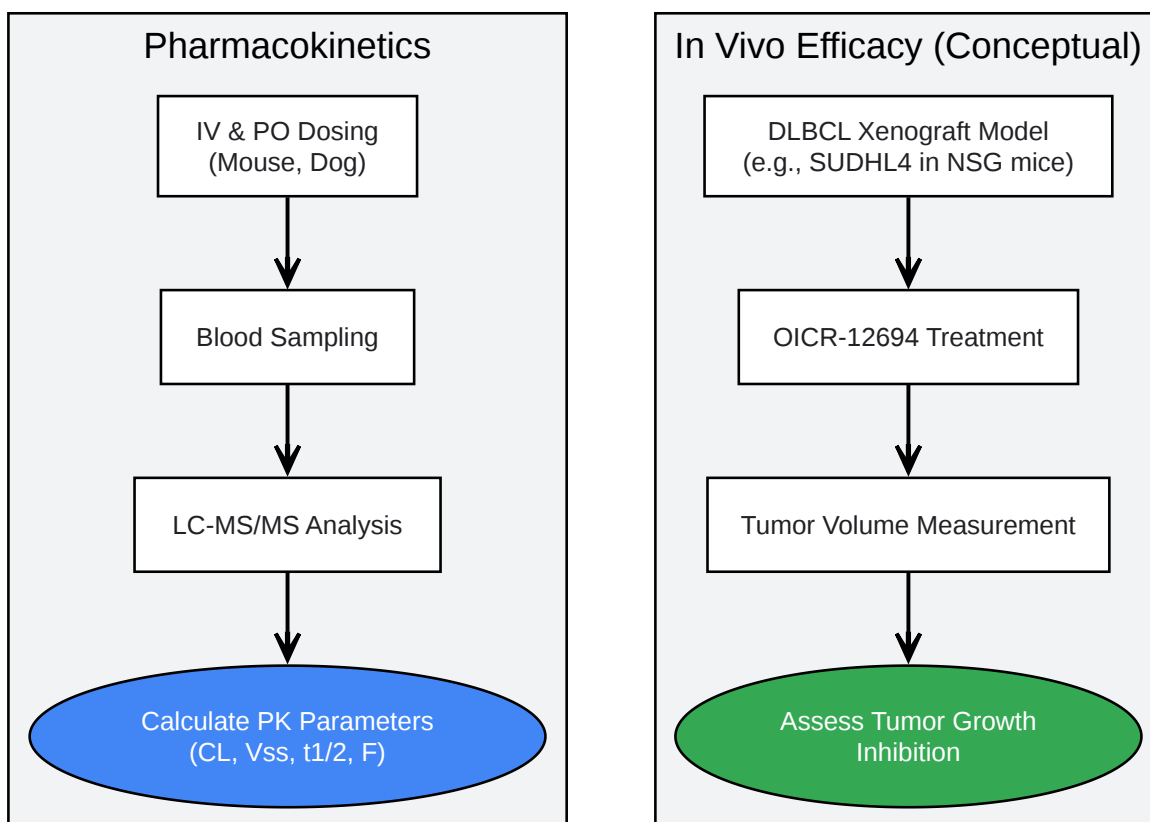 Pharmacokinetics
IV & PO Dosing
(Mouse, Dog)
Blood Sampling
LC-MS/MS Analysis
Calculate PK Parameters
(CL, Vss, t1/2, F)
In Vivo Efficacy (Conceptual)
DLBCL Xenograft Model
(e.g., SUDHL4 in NSG mice)
OICR-12694 Treatment
Tumor Volume Measurement
Assess Tumor Growth
Inhibition